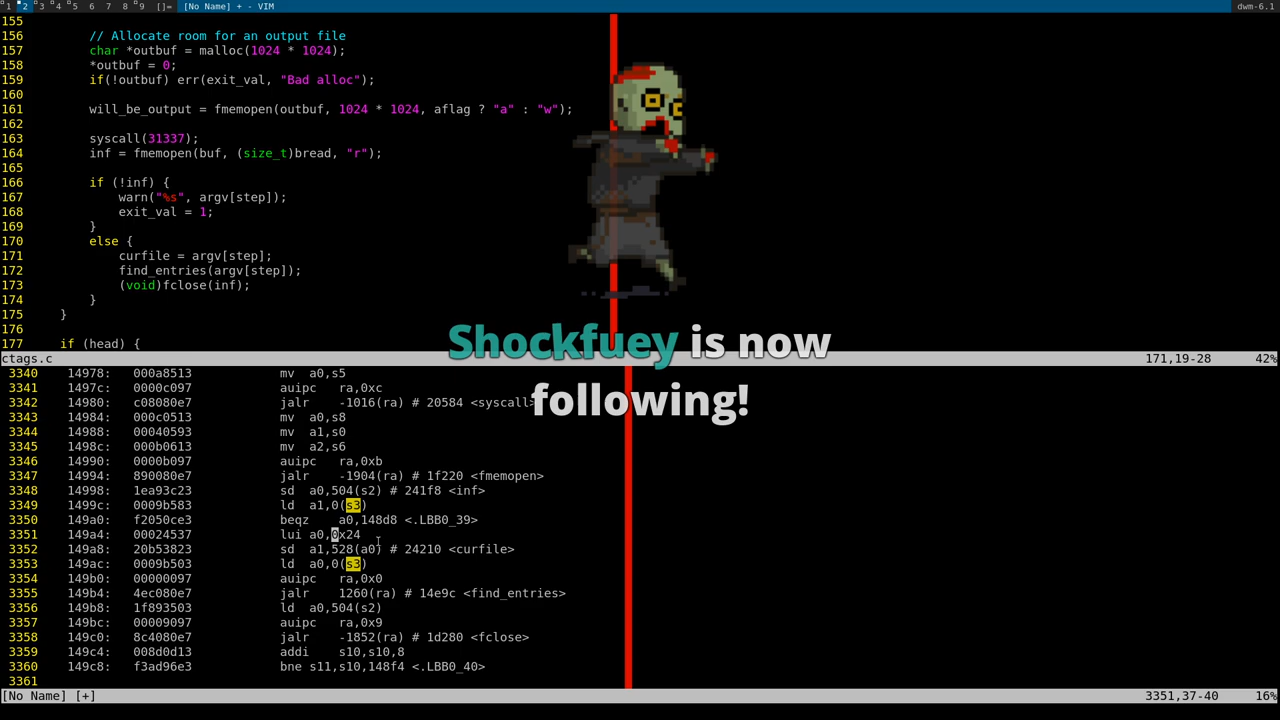 1 2 3 4 5 6 7 8 9 []= [No Name] + - VIM dwm-6.1
155
156 // Allocate room for an output file
157 char *outbuf = malloc(1024 * 1024);
158 *outbuf = 0;
159 if(!outbuf) err(exit_val, "Bad alloc");
160
161 will_be_output = fmemopen(outbuf, 1024 * 1024, aflag ? "a" : "w");
162
163 syscall(31337);
164 inf = fmemopen(buf, (size_t)bread, "r");
165
166 if (!inf) {
167 warn("%s", argv[step]);
168 exit_val = 1;
169 }
170 else {
171 curfile = argv[step];
172 find_entries(argv[step]);
173 (void)fclose(inf);
174 }
175 }
176
177 if (head) {
Shockfuey is now
following!
ctags.c 171,19-28 42%
3340 14978: 000a8513 mv a0,s5
3341 1497c: 0000c097 auipc ra,0xc
3342 14980: c08080e7 jalr -1016(ra) # 20584 <syscall>
3343 14984: 000c0513 mv a0,s8
3344 14988: 00040593 mv a1,s0
3345 1498c: 000b0613 mv a2,s6
3346 14990: 0000b097 auipc ra,0xb
3347 14994: 890080e7 jalr -1904(ra) # 1f220 <fmemopen>
3348 14998: 1ea93c23 sd a0,504(s2) # 241f8 <inf>
3349 1499c: 0009b583 ld a1,0(s3)
3350 149a0: f2050ce3 beqz a0,148d8 <.LBB0_39>
3351 149a4: 00024537 lui a0,0x24
3352 149a8: 20b53823 sd a1,528(a0) # 24210 <curfile>
3353 149ac: 0009b503 ld a0,0(s3)
3354 149b0: 00000097 auipc ra,0x0
3355 149b4: 4ec080e7 jalr 1260(ra) # 14e9c <find_entries>
3356 149b8: 1f893503 ld a0,504(s2)
3357 149bc: 00009097 auipc ra,0x9
3358 149c0: 8c4080e7 jalr -1852(ra) # 1d280 <fclose>
3359 149c4: 008d0d13 addi s10,s10,8
3360 149c8: f3ad96e3 bne s11,s10,148f4 <.LBB0_40>
3361
[No Name] [+] 3351,37-40 16%